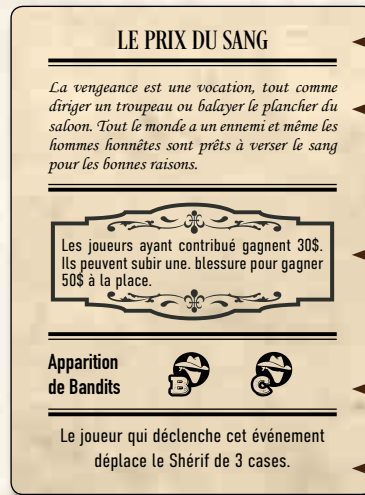 LE PRIX DU SANG
La vengeance est une vocation, tout comme
diriger un troupeau ou balayer le plancher du
saloon. Tout le monde a un ennemi et même les
hommes honnêtes sont prêts à verser le sang
pour les bonnes raisons.
Les joueurs ayant contribué gagnent 30$.
Ils peuvent subir une. blessure pour gagner
50$ à la place.
Apparition
de Bandits
B C
Le joueur qui déclenche cet événement
déplace le Shérif de 3 cases.